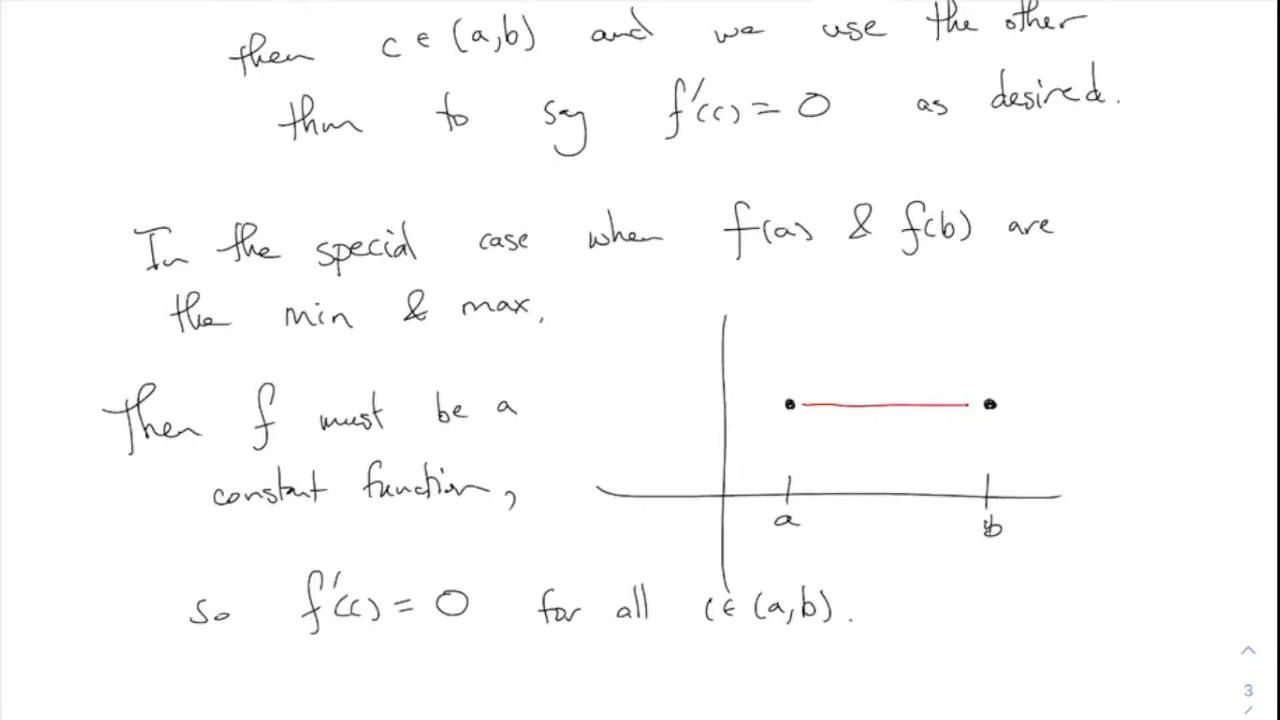 then c ∈ (a,b) and we use the other
thm to say f'(c) = 0 as desired.
In the special case when f(a) & f(b) are
the min & max.
Then f must be a
constant function,
a
b
so f'(c) = 0 for all c ∈ (a,b).
3